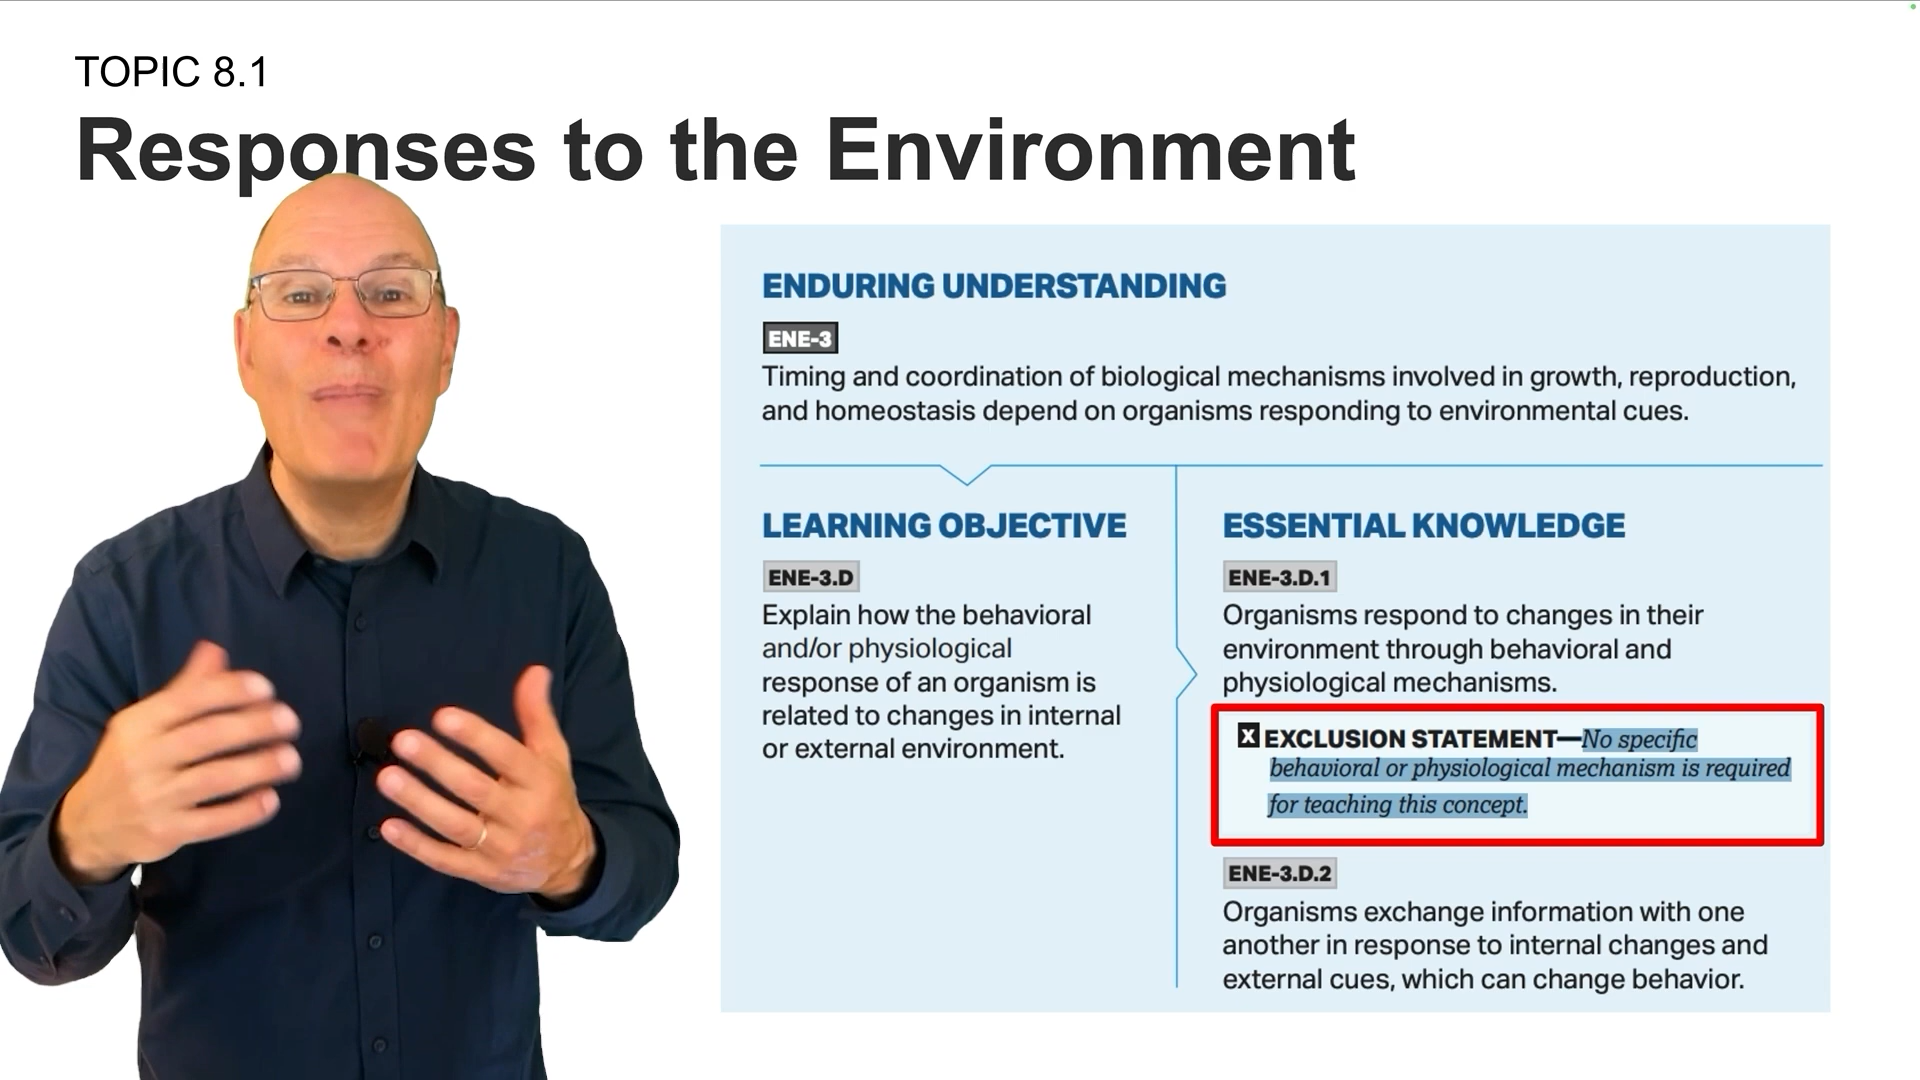 TOPIC 8.1
Responses to the Environment
ENDURING UNDERSTANDING
ENE-3
Timing and coordination of biological mechanisms involved in growth, reproduction,
and homeostasis depend on organisms responding to environmental cues.
LEARNING OBJECTIVE
ENE-3.D
Explain how the behavioral
and/or physiological
response of an organism is
related to changes in internal
or external environment.
ESSENTIAL KNOWLEDGE
ENE-3.D.1
Organisms respond to changes in their
environment through behavioral and
physiological mechanisms.
X EXCLUSION STATEMENT—No specific
behavioral or physiological mechanism is required
for teaching this concept.
ENE-3.D.2
Organisms exchange information with one
another in response to internal changes and
external cues, which can change behavior.